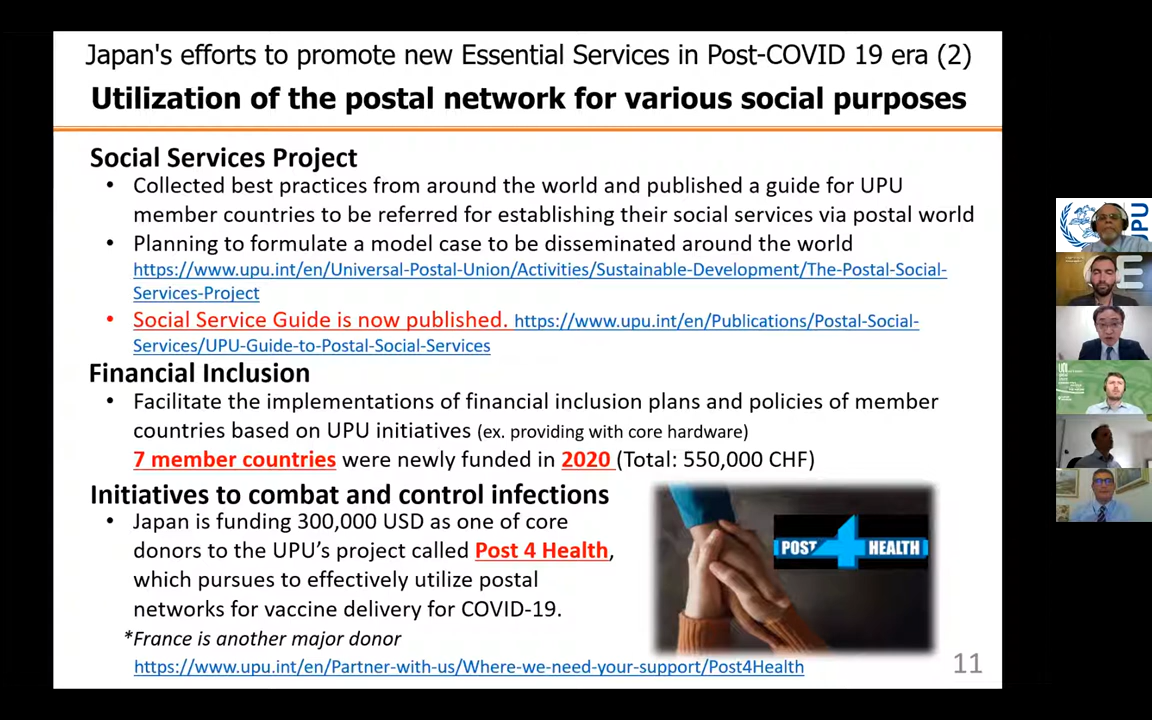 Japan's efforts to promote new Essential Services in Post-COVID 19 era (2)
Utilization of the postal network for various social purposes
Social Services Project
• Collected best practices from around the world and published a guide for UPU
member countries to be referred for establishing their social services via postal world
• Planning to formulate a model case to be disseminated around the world
https://www.upu.int/en/Universal-Postal-Union/Activities/Sustainable-Development/The-Postal-Social-
Services-Project
• Social Service Guide is now published. https://www.upu.int/en/Publications/Postal-Social-
Services/UPU-Guide-to-Postal-Social-Services
Financial Inclusion
• Facilitate the implementations of financial inclusion plans and policies of member
countries based on UPU initiatives (ex. providing with core hardware)
7 member countries were newly funded in 2020 (Total: 550,000 CHF)
Initiatives to combat and control infections
• Japan is funding 300,000 USD as one of core
donors to the UPU's project called Post 4 Health,
which pursues to effectively utilize postal
networks for vaccine delivery for COVID-19.
*France is another major donor
https://www.upu.int/en/Partner-with-us/Where-we-need-your-support/Post4Health
POST 4 HEALTH
11
UPU